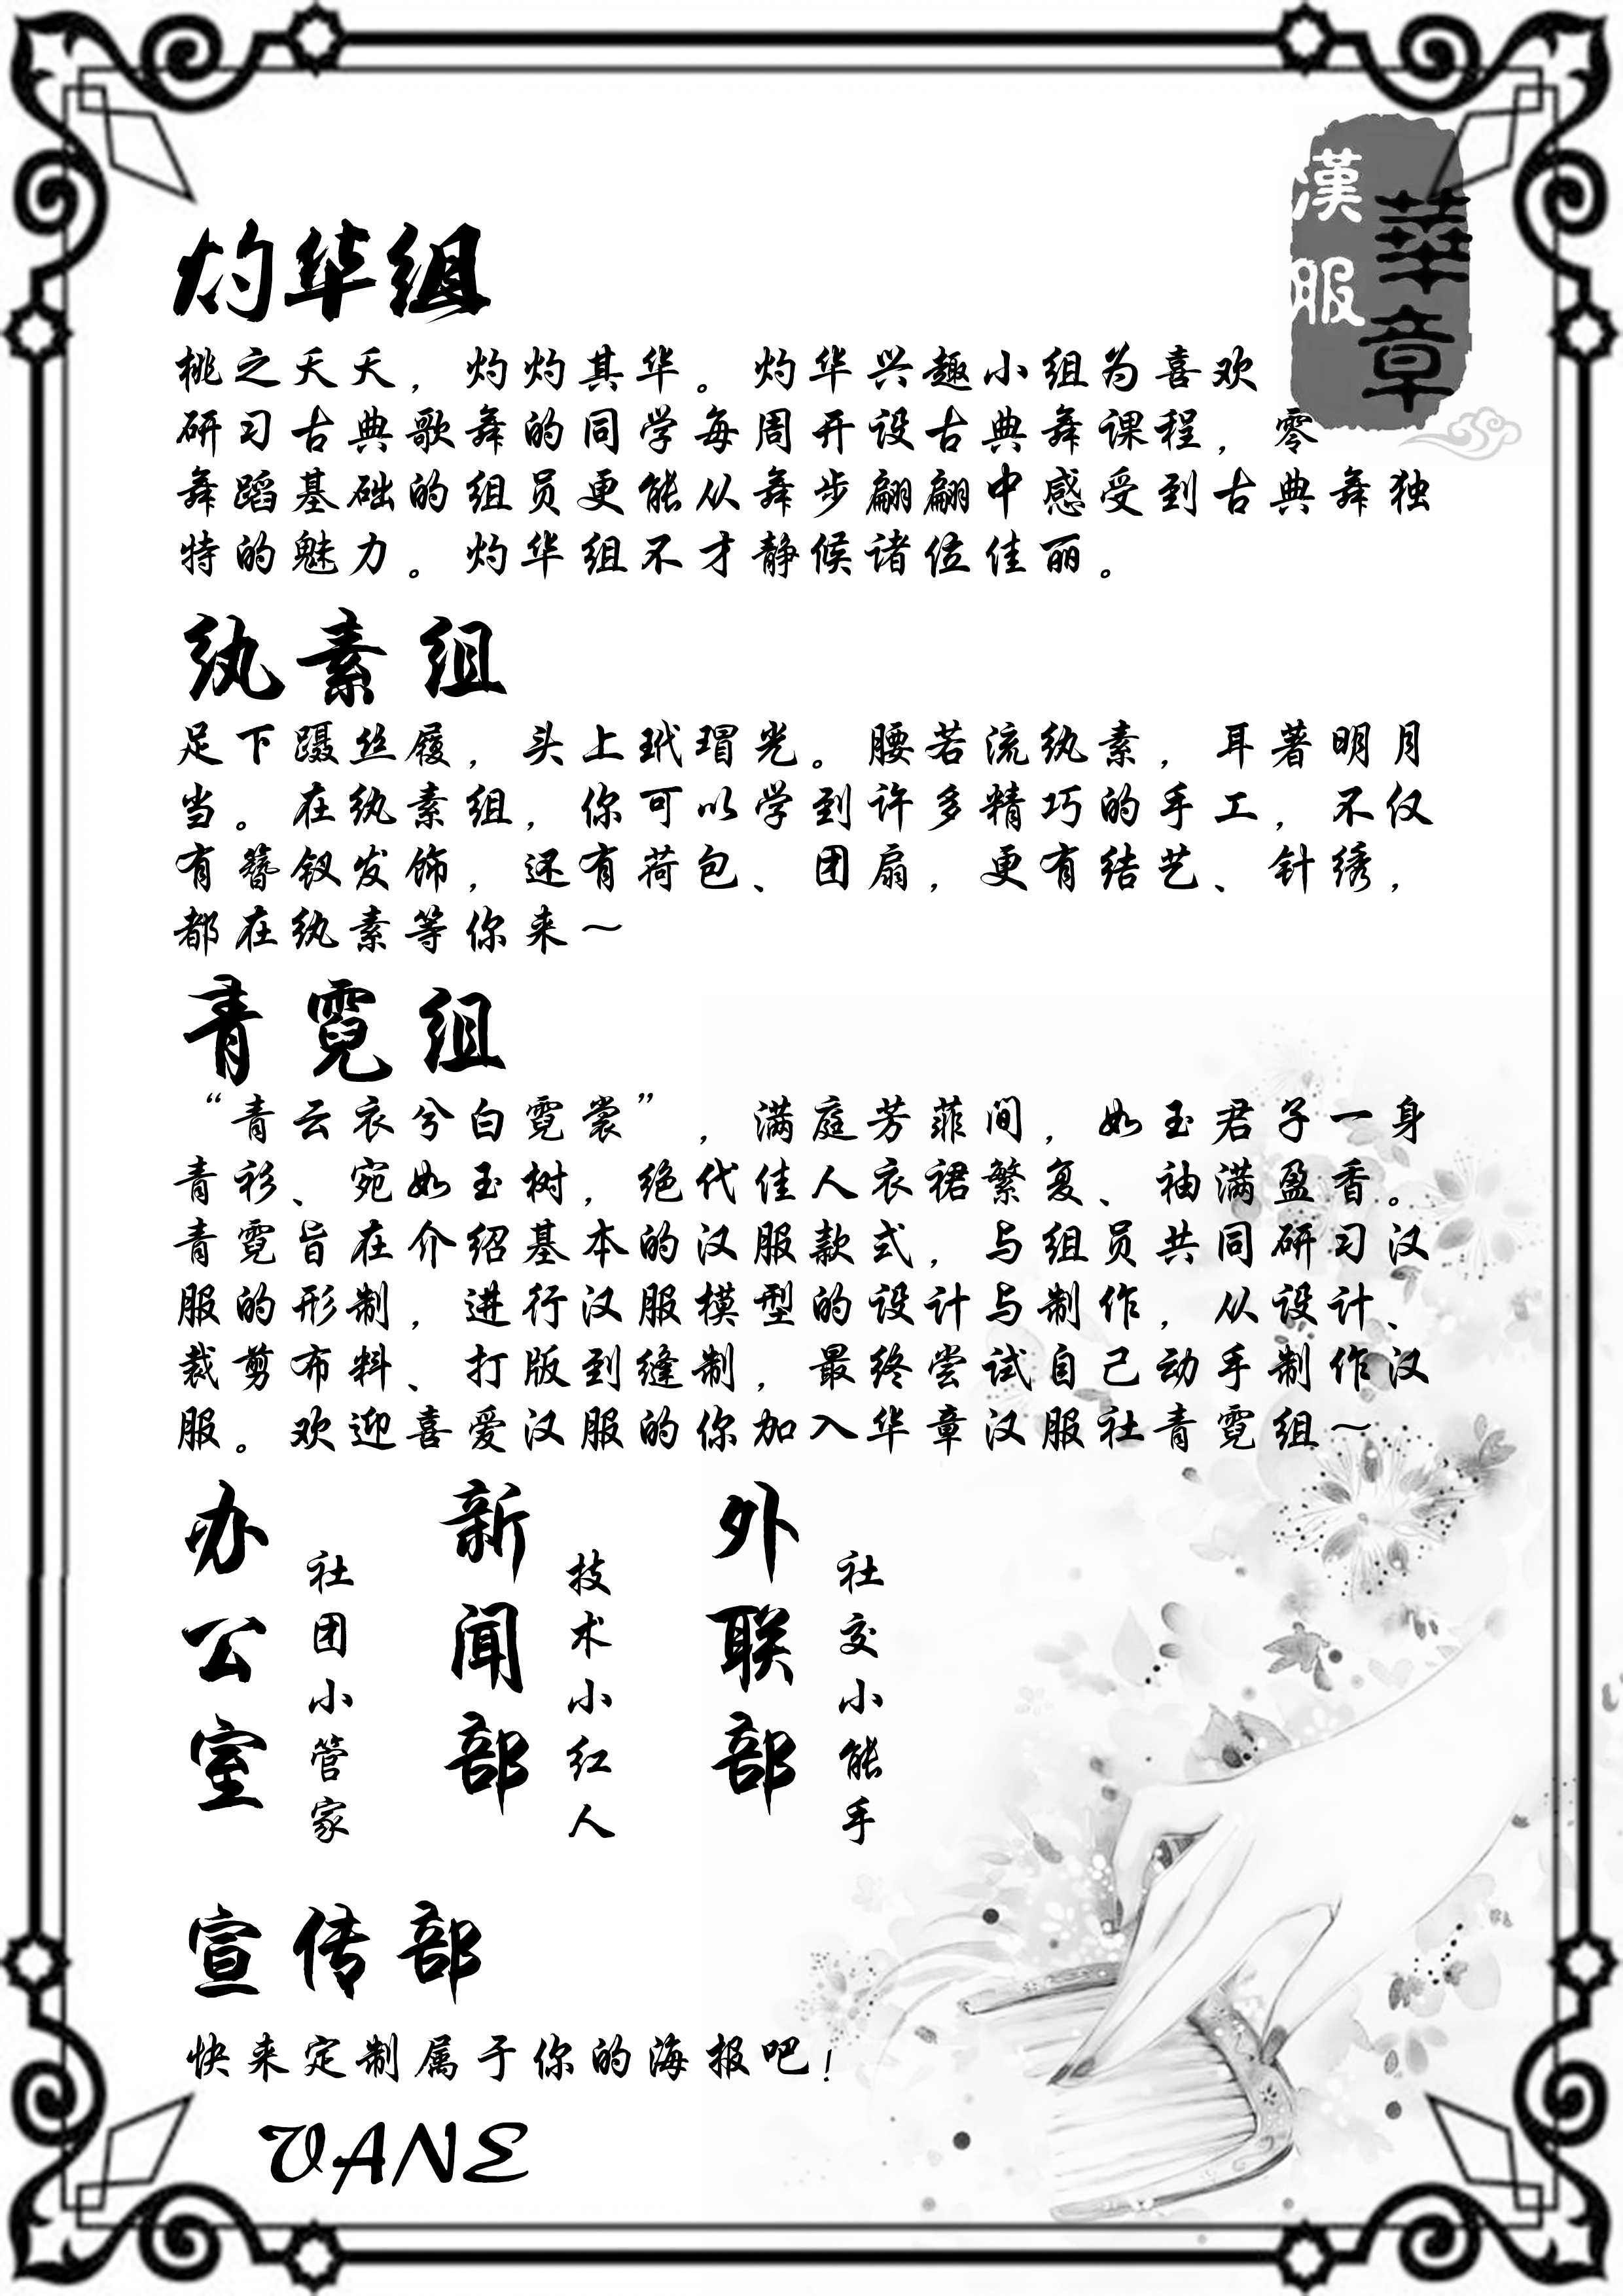 漢服
華章
灼华组
桃之夭夭，灼灼其华。灼华兴趣小组为喜欢
研习古典歌舞的同学每周开设古典舞课程，零
舞蹈基础的组员更能从舞步翩翩中感受到古典舞独
特的魅力。灼华组不才静候诸位佳丽。
纨素组
足下蹑丝履，头上玳瑁光。腰若流纨素，耳著明月
当。在纨素组，你可以学到许多精巧的手工，不仅
有簪钗发饰，还有荷包、团扇，更有结艺、针绣，
都在纨素等你来～
青霓组
“青云衣兮白霓裳”，满庭芳菲间，如玉君子一身
青衫、宛如玉树，绝代佳人衣裙繁复、袖满盈香。
青霓旨在介绍基本的汉服款式，与组员共同研习汉
服的形制，进行汉服模型的设计与制作，从设计、
裁剪布料、打版到缝制，最终尝试自己动手制作汉
服。欢迎喜爱汉服的你加入华章汉服社青霓组～
办公室
社团小管家
新闻部
技术小红人
外联部
社交小能手
宣传部
快来定制属于你的海报吧！
VANE